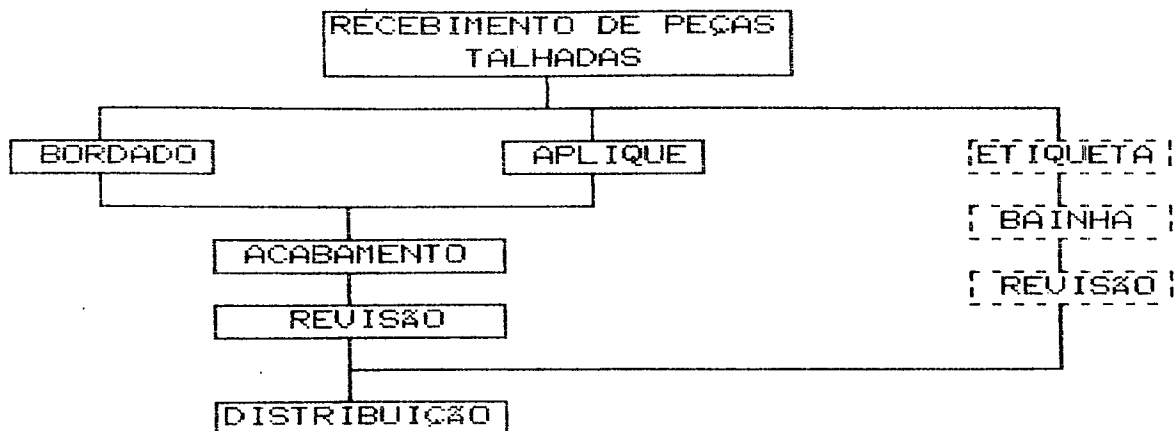 RECEBIMENTO DE PEÇAS
TALHADAS
BORDADO
APLIQUE
ETIQUETA
BAINHA
ACABAMENTO
REVISÃO
REVISÃO
DISTRIBUIÇÃO